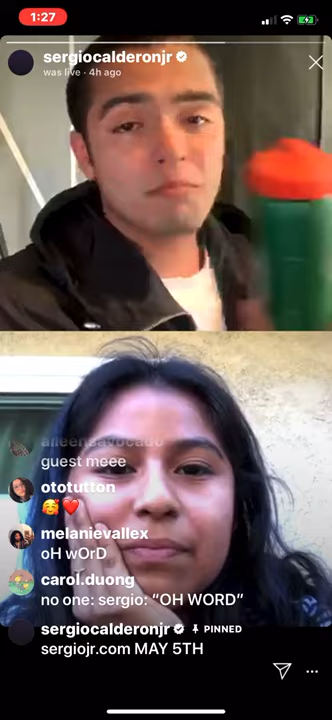 1:27
sergiocalderonjr
was live · 4h ago
aileensavocado
guest meee
ototutton
🥰❤️
melanievallex
oH wOrD
carol.duong
no one: sergio: “OH WORD”
sergiocalderonjr PINNED
sergiojr.com MAY 5TH